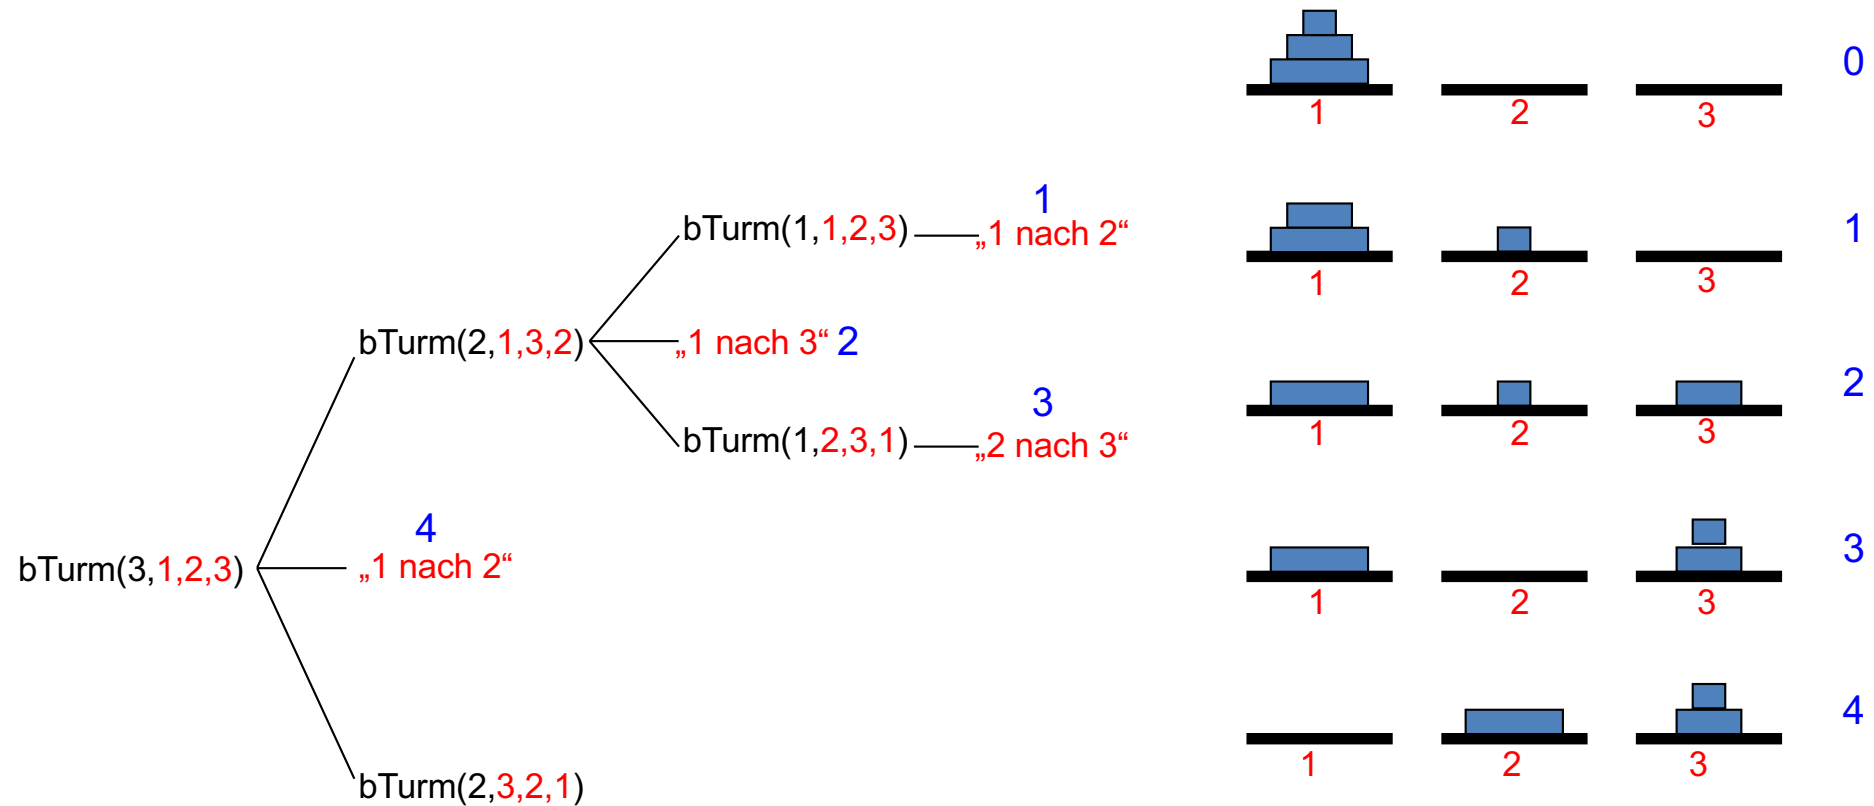 0
1 2 3
1
bTurm(1,1,2,3) „1 nach 2“
1
1 2 3
bTurm(2,1,3,2) „1 nach 3“ 2
2
1 2 3
3
bTurm(1,2,3,1) „2 nach 3“
3
1 2 3
4
bTurm(3,1,2,3) „1 nach 2“
4
1 2 3
bTurm(2,3,2,1)